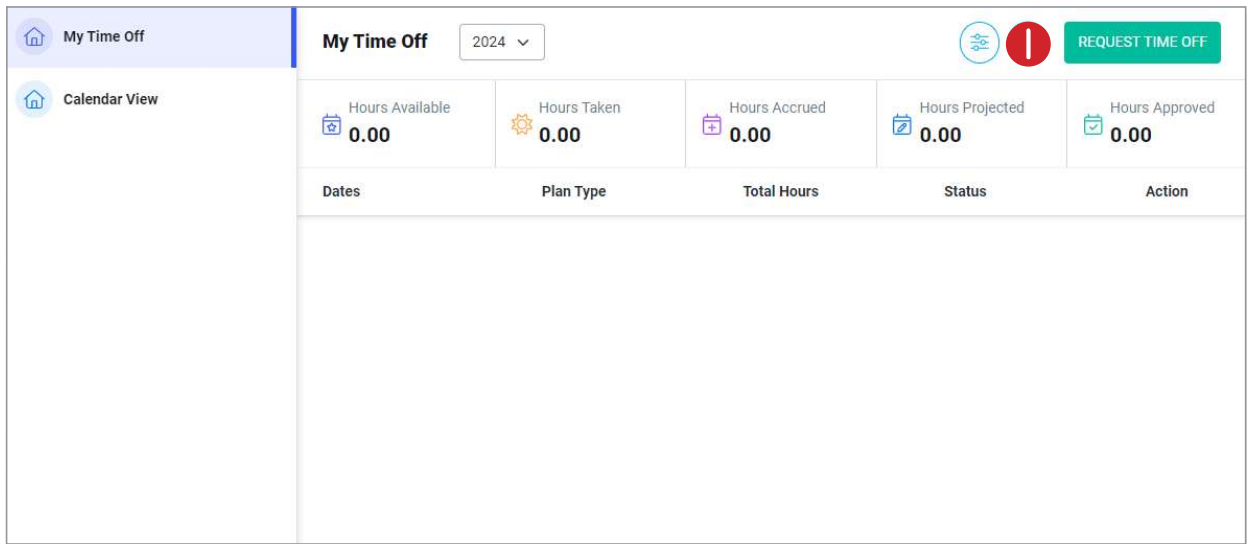 My Time Off
Calendar View
My Time Off 2024 I REQUEST TIME OFF
Hours Available Hours Taken Hours Accrued Hours Projected Hours Approved
0.00 0.00 0.00 0.00 0.00
Dates Plan Type Total Hours Status Action